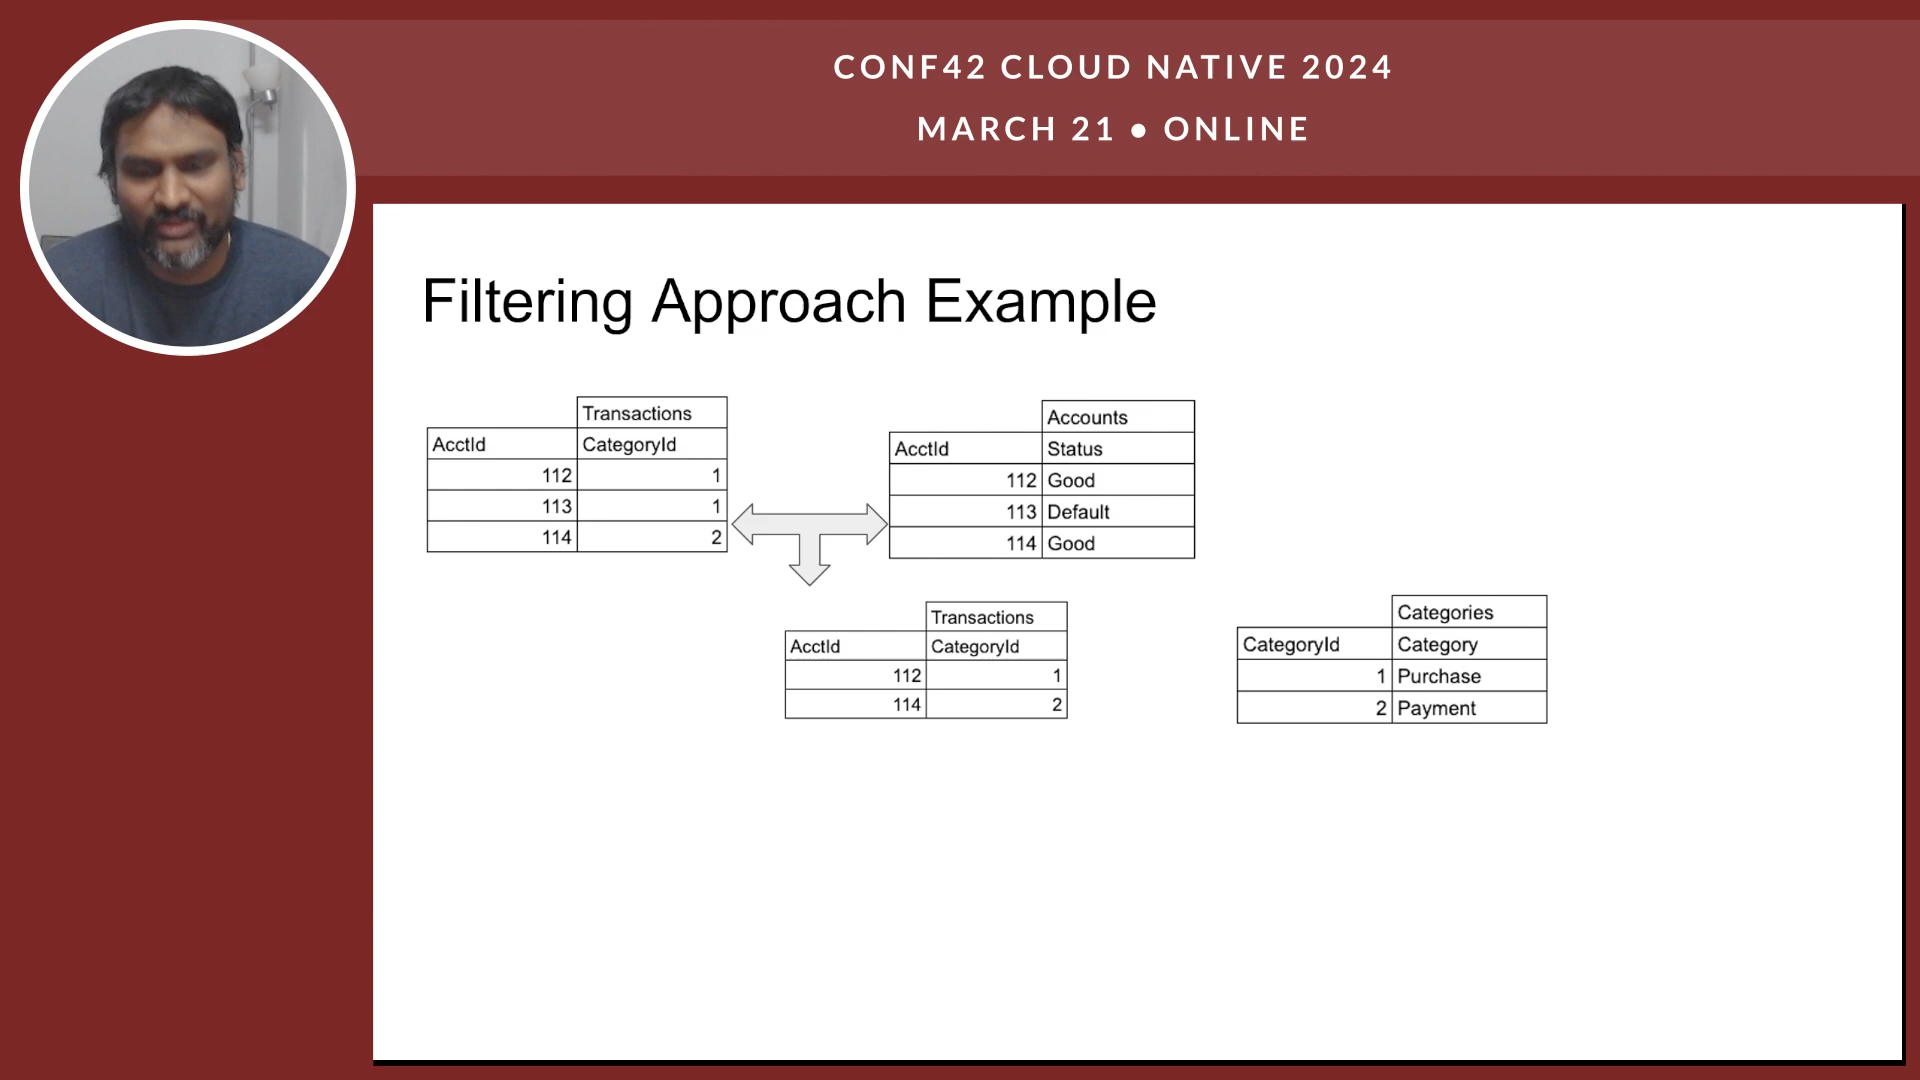 CONF42 CLOUD NATIVE 2024
MARCH 21 ● ONLINE
Filtering Approach Example
Transactions
AcctId CategoryId
112 1
113 1
114 2
Accounts
AcctId Status
112 Good
113 Default
114 Good
Transactions
AcctId CategoryId
112 1
114 2
Categories
CategoryId Category
1 Purchase
2 Payment